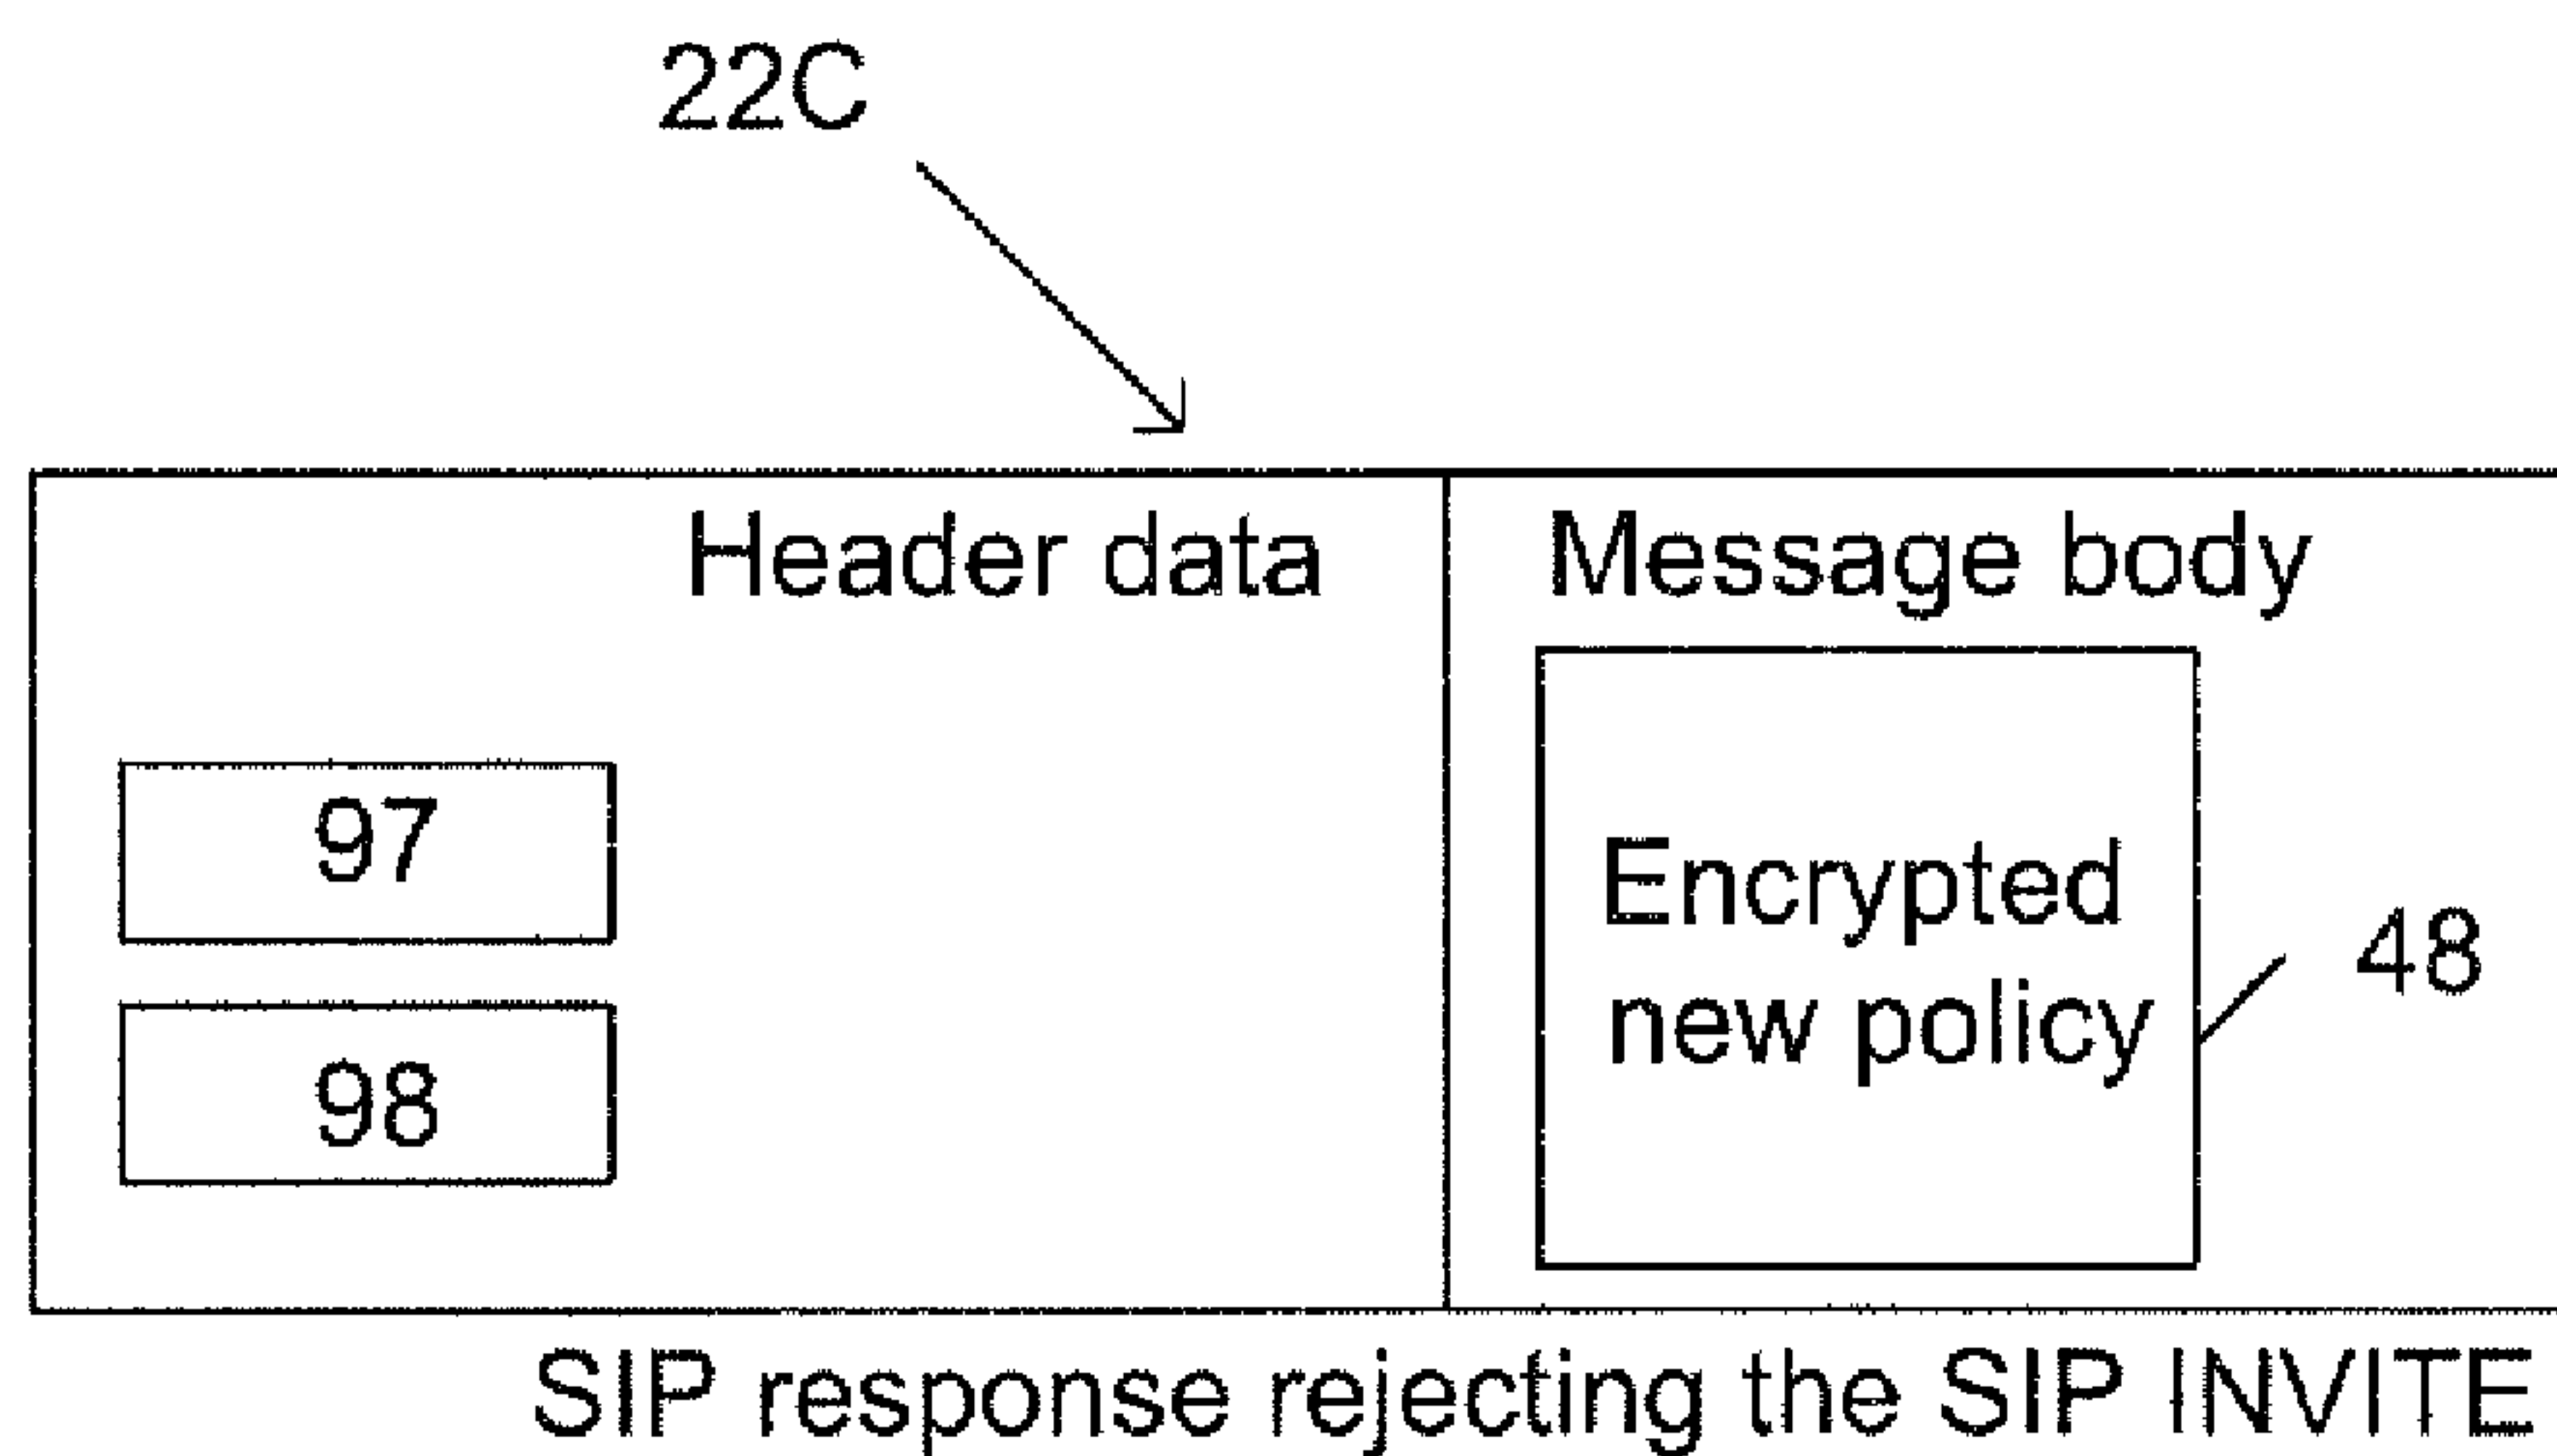 22C
Header data
Message body
97
98
Encrypted
new policy
48
SIP response rejecting the SIP INVITE